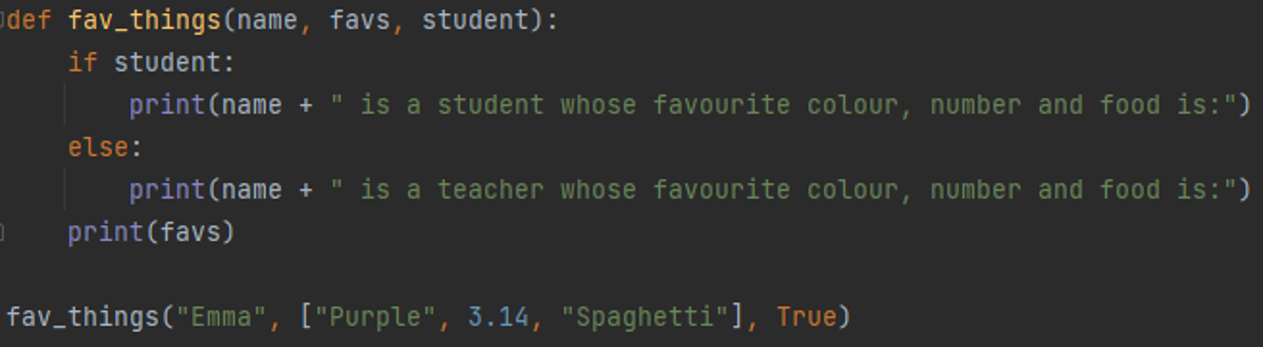 def fav_things(name, favs, student):
    if student:
        print(name + " is a student whose favourite colour, number and food is:")
    else:
        print(name + " is a teacher whose favourite colour, number and food is:")
    print(favs)

fav_things("Emma", ["Purple", 3.14, "Spaghetti"], True)